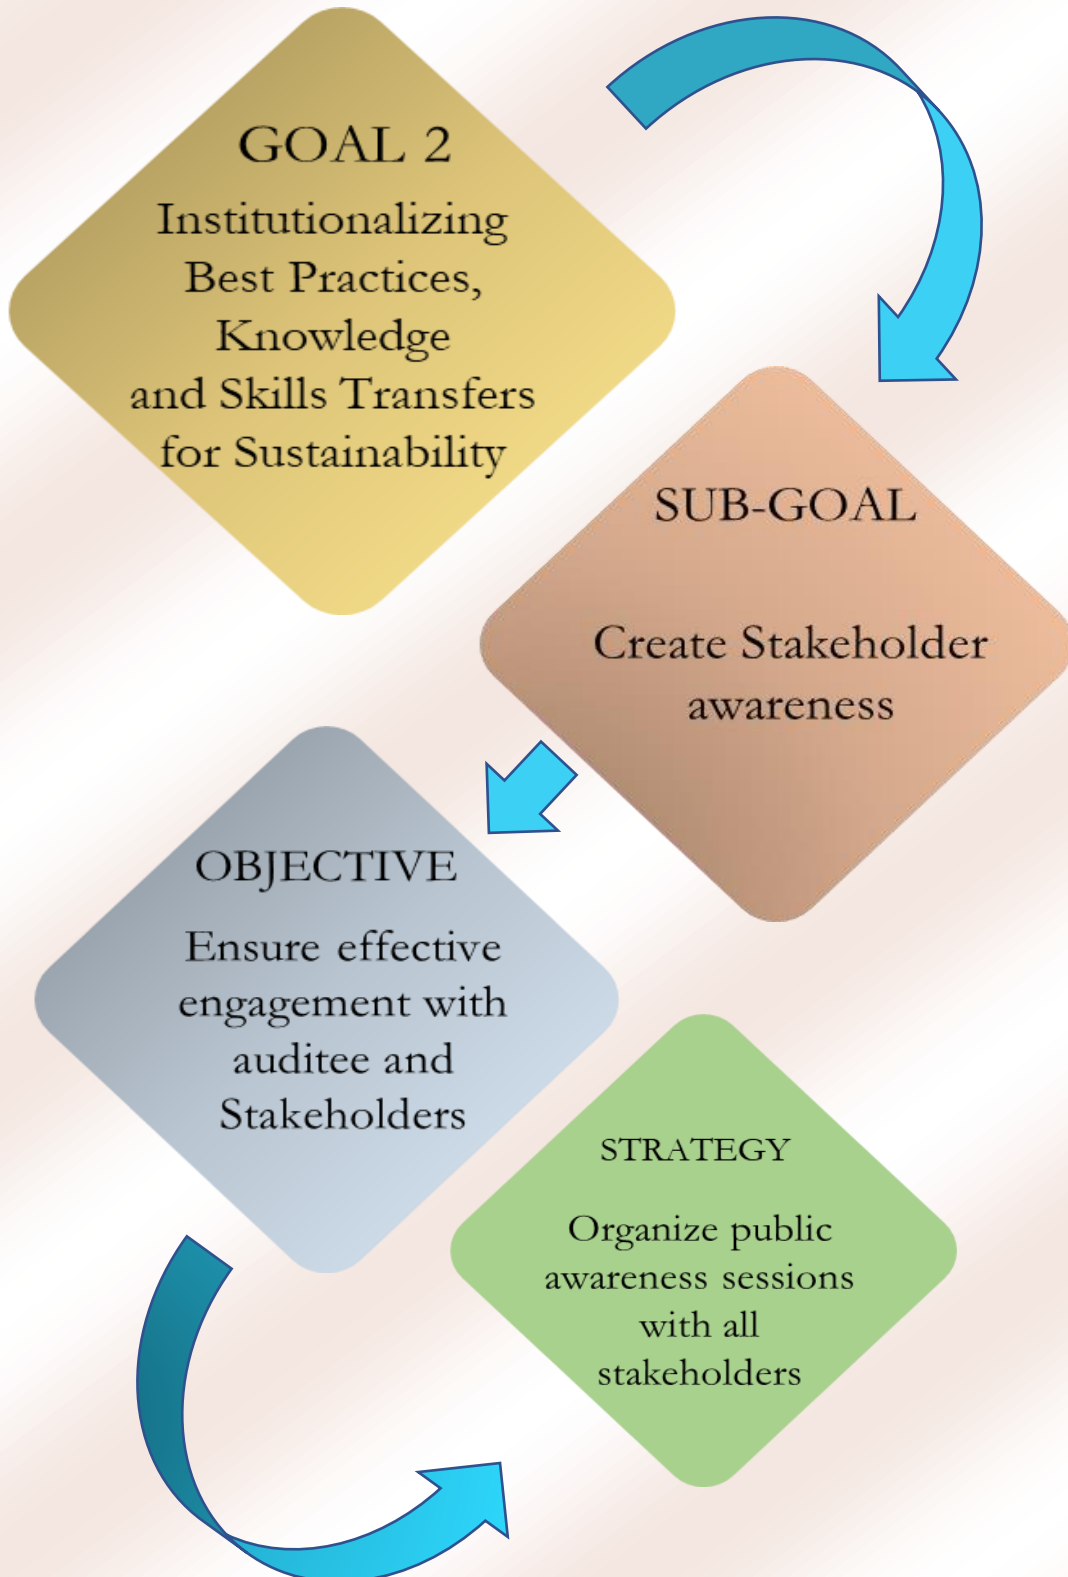 GOAL 2
Institutionalizing
Best Practices,
Knowledge
and Skills Transfers
for Sustainability
SUB-GOAL
Create Stakeholder
awareness
OBJECTIVE
Ensure effective
engagement with
auditee and
Stakeholders
STRATEGY
Organize public
awareness sessions
with all
stakeholders